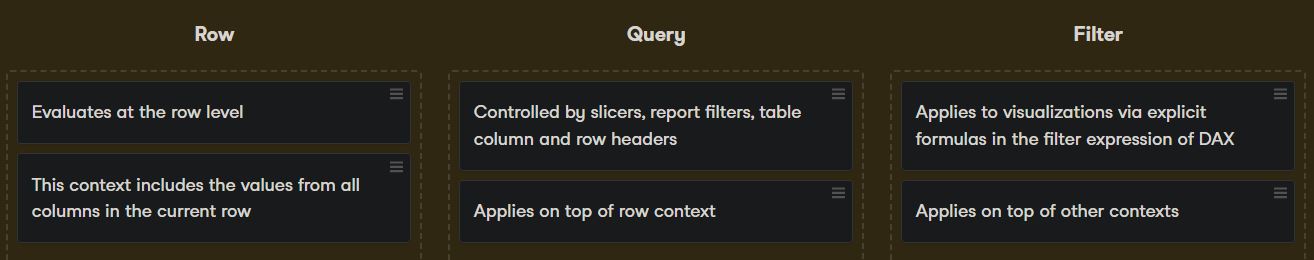 Row
Evaluates at the row level
This context includes the values from all
columns in the current row
Query
Controlled by slicers, report filters, table
column and row headers
Applies on top of row context
Filter
Applies to visualizations via explicit
formulas in the filter expression of DAX
Applies on top of other contexts